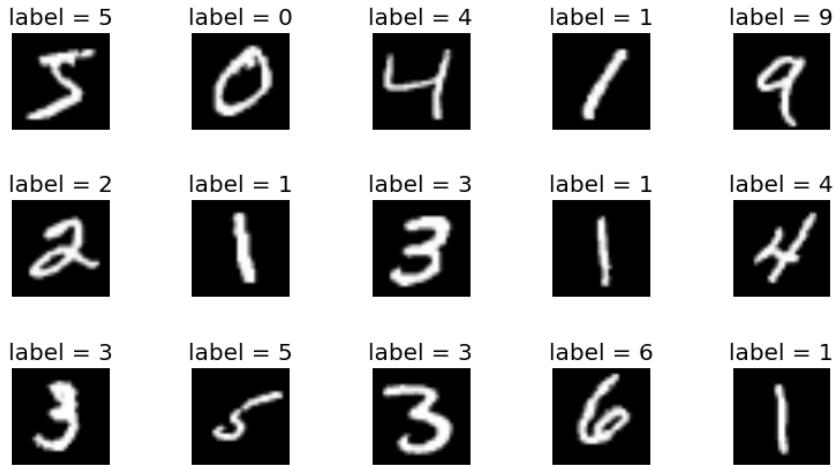 label = 5 label = 0 label = 4 label = 1 label = 9
5 0 4 1 9
label = 2 label = 1 label = 3 label = 1 label = 4
2 1 3 1 4
label = 3 label = 5 label = 3 label = 6 label = 1
3 5 3 6 1